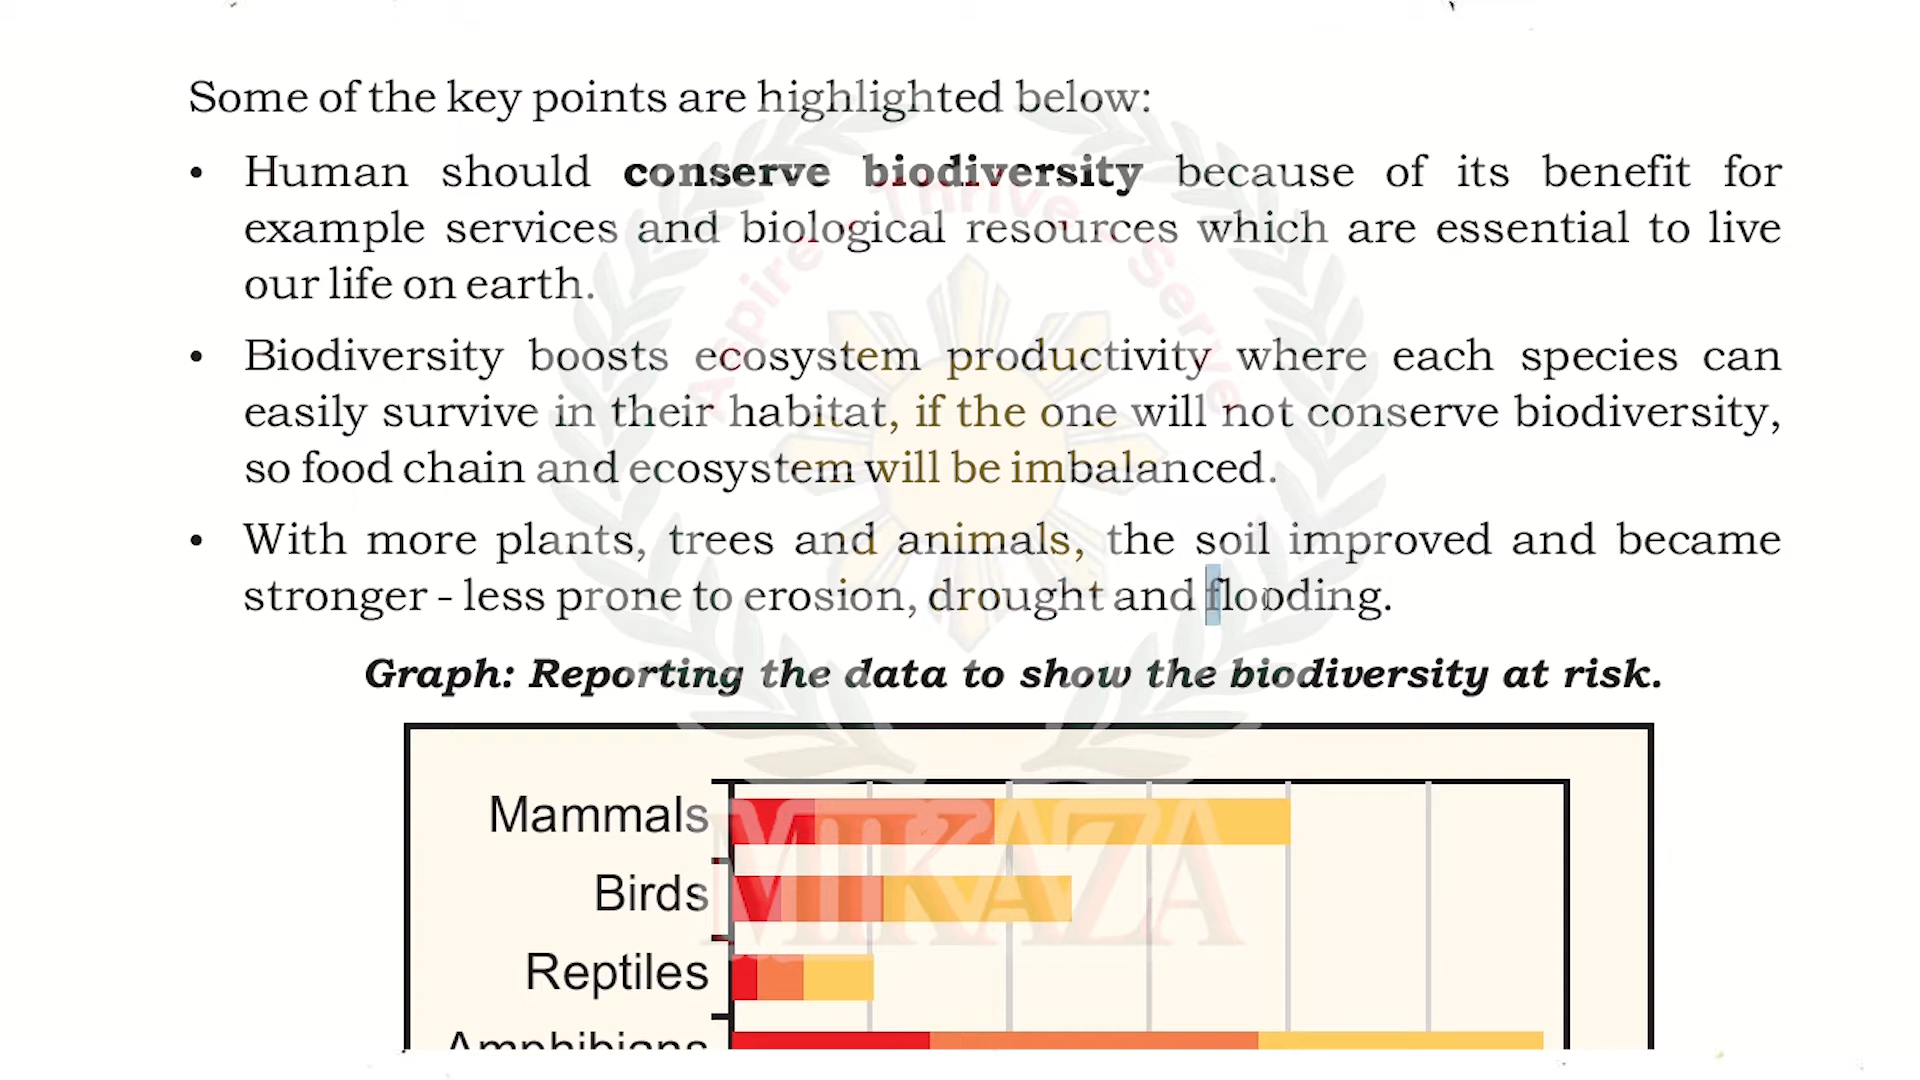 Some of the key points are highlighted below:
• Human should conserve biodiversity because of its benefit for
example services and biological resources which are essential to live
our life on earth.
• Biodiversity boosts ecosystem productivity where each species can
easily survive in their habitat, if the one will not conserve biodiversity,
so food chain and ecosystem will be imbalanced.
• With more plants, trees and animals, the soil improved and became
stronger - less prone to erosion, drought and flooding.
Graph: Reporting the data to show the biodiversity at risk.
Mammals
Birds
Reptiles
Amphibians
Aspire Thrive Serve
MIKAZA